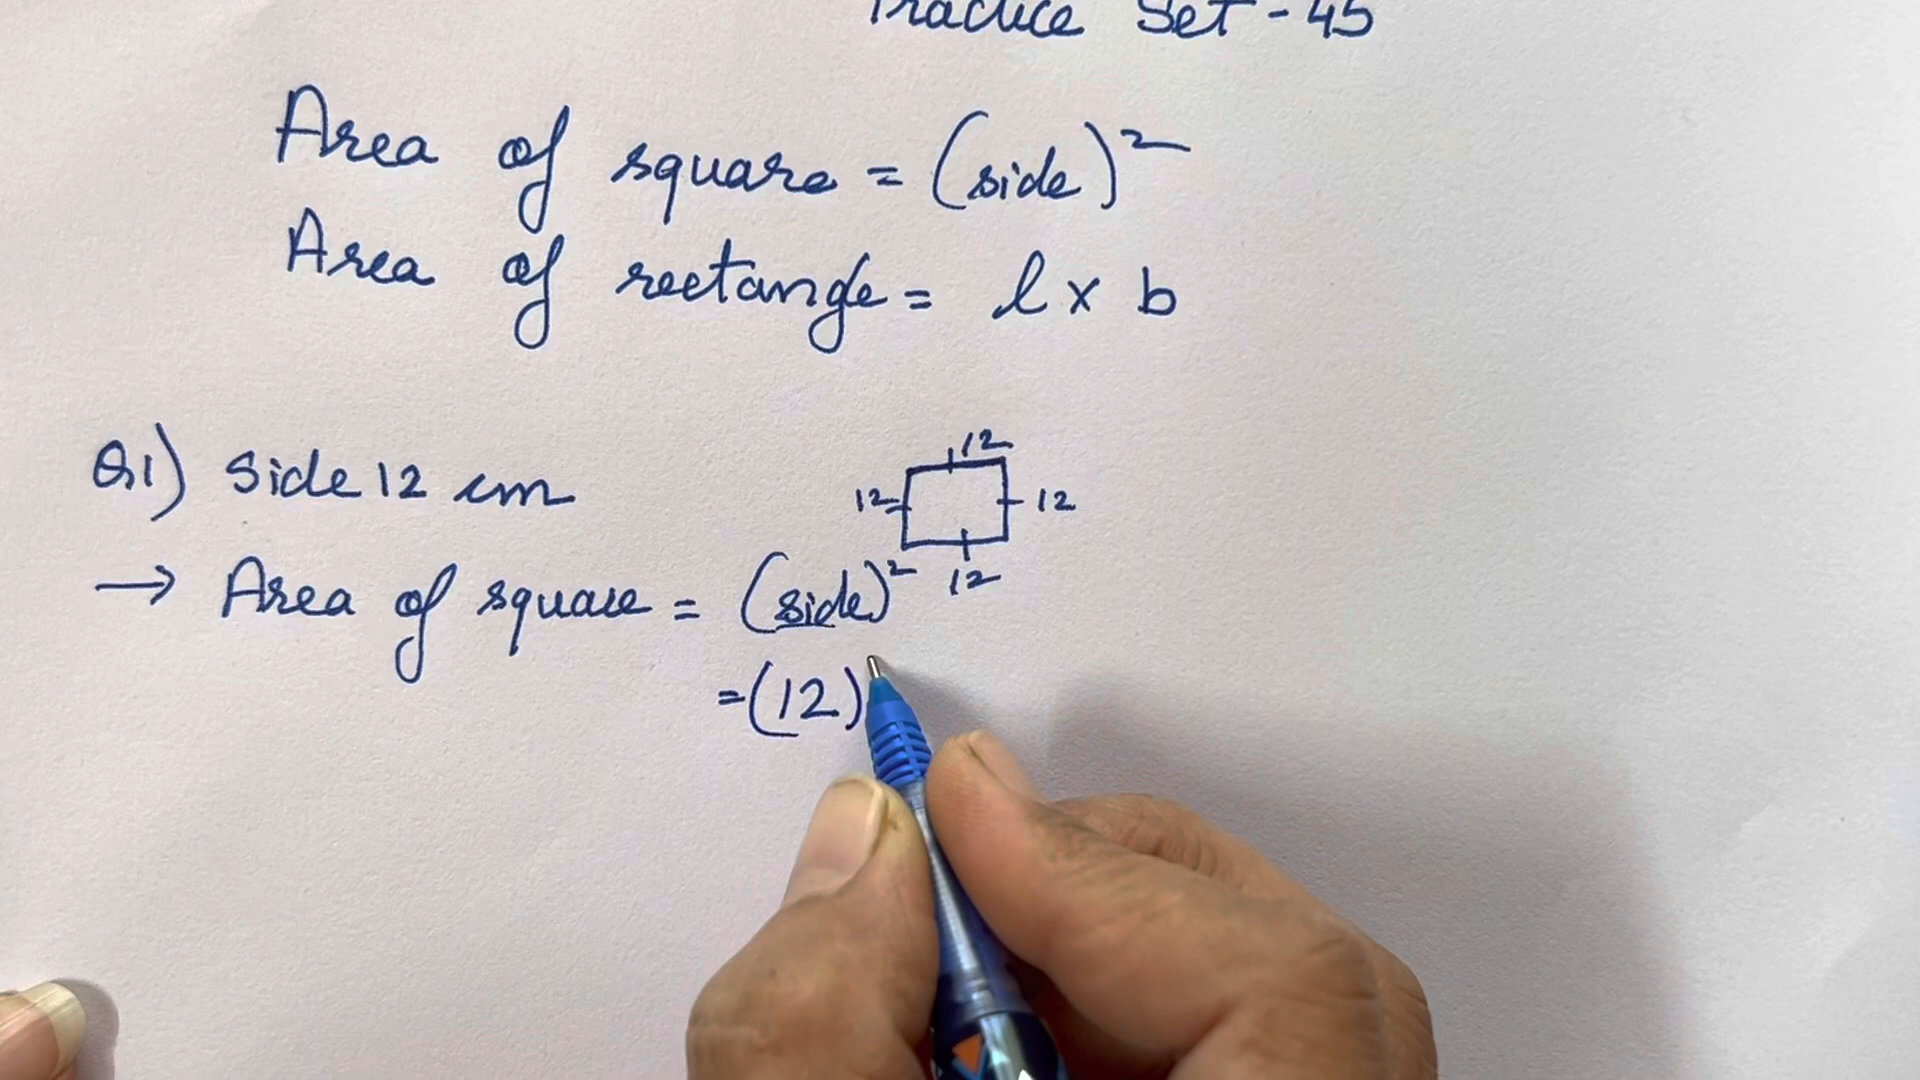 Practice Set - 45
Area of square = (side)²
Area of rectangle = l x b
Q1) Side 12 cm
12
12 12
12
→ Area of square = (side)²
= (12)